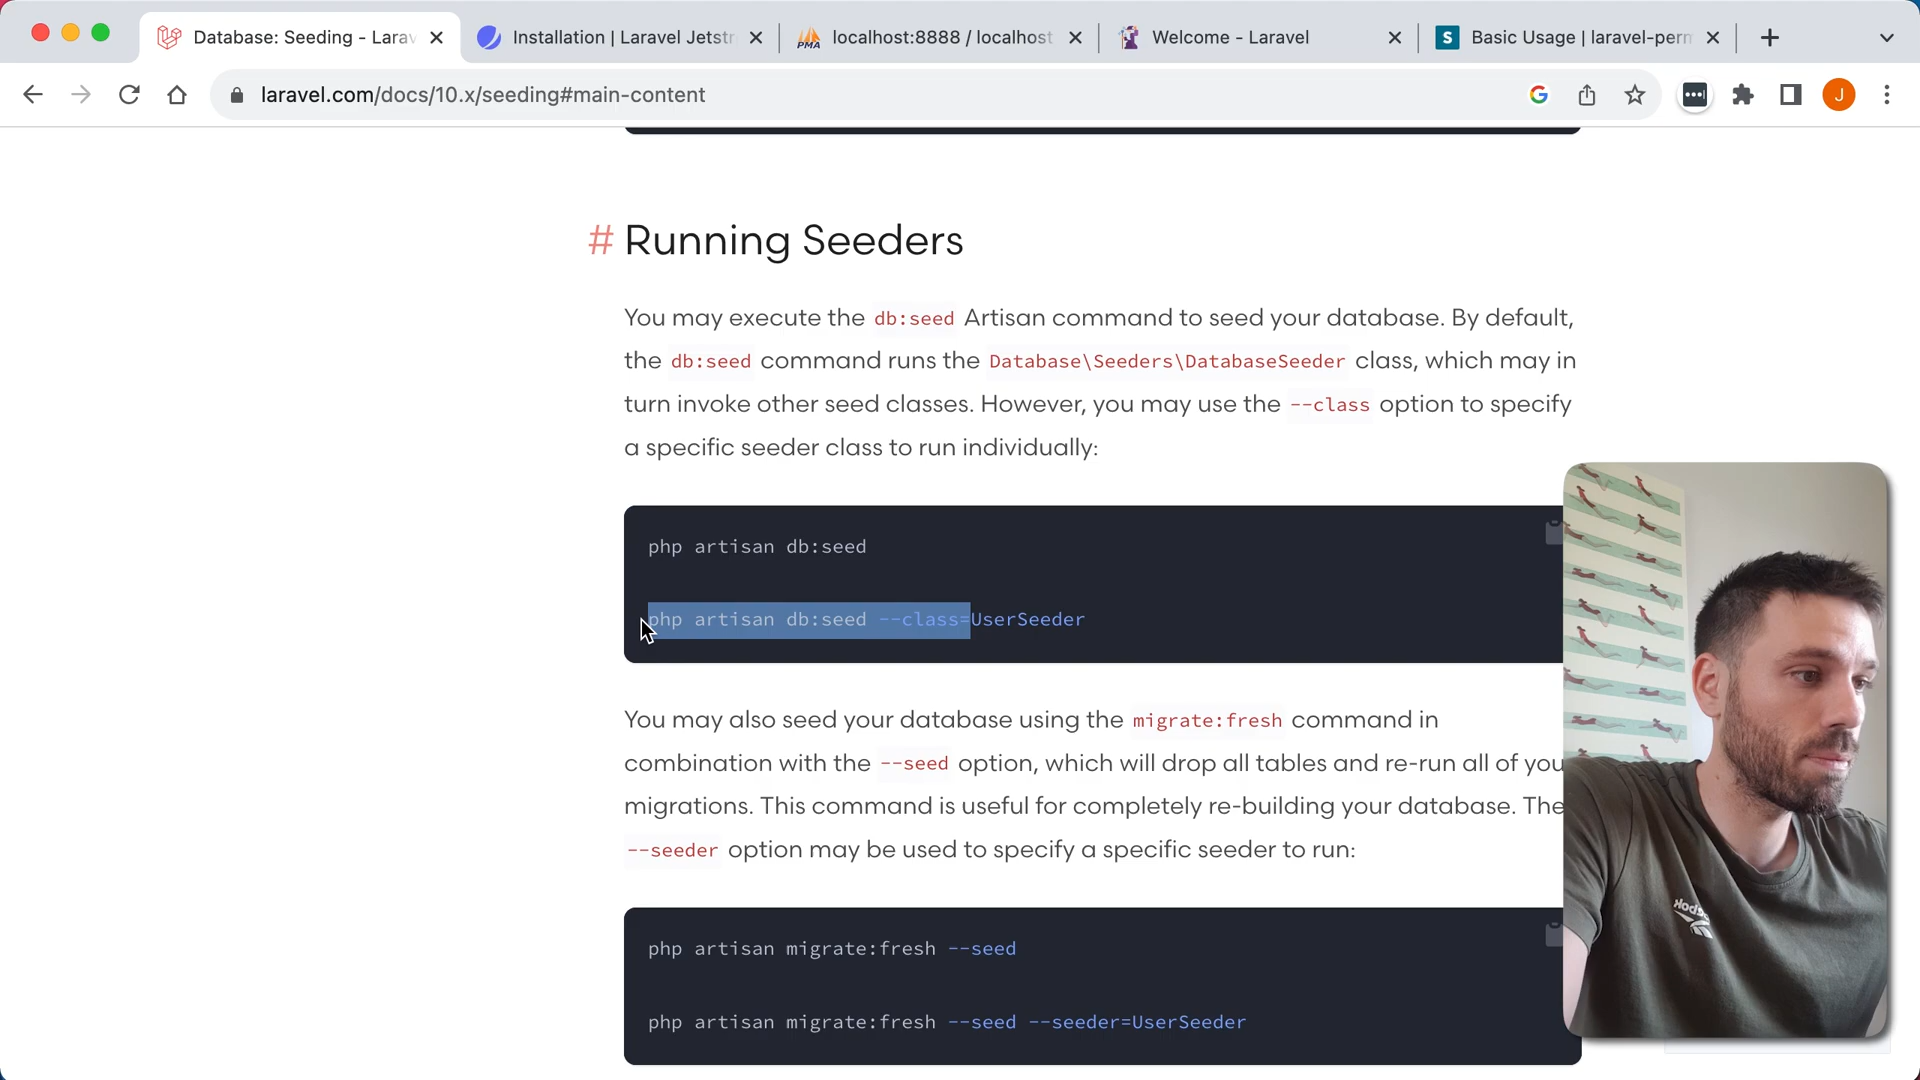 Database: Seeding - Larav
Installation | Laravel Jetstr
PMA
localhost:8888 / localhost
Welcome - Laravel
S
Basic Usage | laravel-perm
laravel.com/docs/10.x/seeding#main-content
G
J
# Running Seeders
You may execute the db:seed Artisan command to seed your database. By default,
the db:seed command runs the Database\Seeders\DatabaseSeeder class, which may in
turn invoke other seed classes. However, you may use the --class option to specify
a specific seeder class to run individually:
php artisan db:seed
php artisan db:seed --class=UserSeeder
You may also seed your database using the migrate:fresh command in
combination with the --seed option, which will drop all tables and re-run all of you
migrations. This command is useful for completely re-building your database. The
--seeder option may be used to specify a specific seeder to run:
php artisan migrate:fresh --seed
php artisan migrate:fresh --seed --seeder=UserSeeder
Reebok